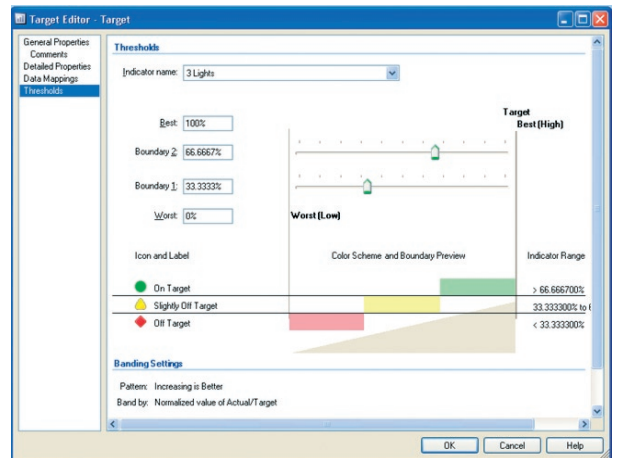 Target Editor - Target
General Properties
Comments
Detailed Properties
Data Mappings
Thresholds
Thresholds
Indicator name: 3 Lights
Target
Best (High)
Best: 100%
Boundary 2: 66.6667%
Boundary 1: 33.3333%
Worst: 0%
Worst (Low)
Icon and Label Color Scheme and Boundary Preview Indicator Range
On Target > 66.666700%
Slightly Off Target 33.333300% to 6
Off Target < 33.333300%
Banding Settings
Pattern: Increasing is Better
Band by: Normalized value of Actual/Target
OK Cancel Help